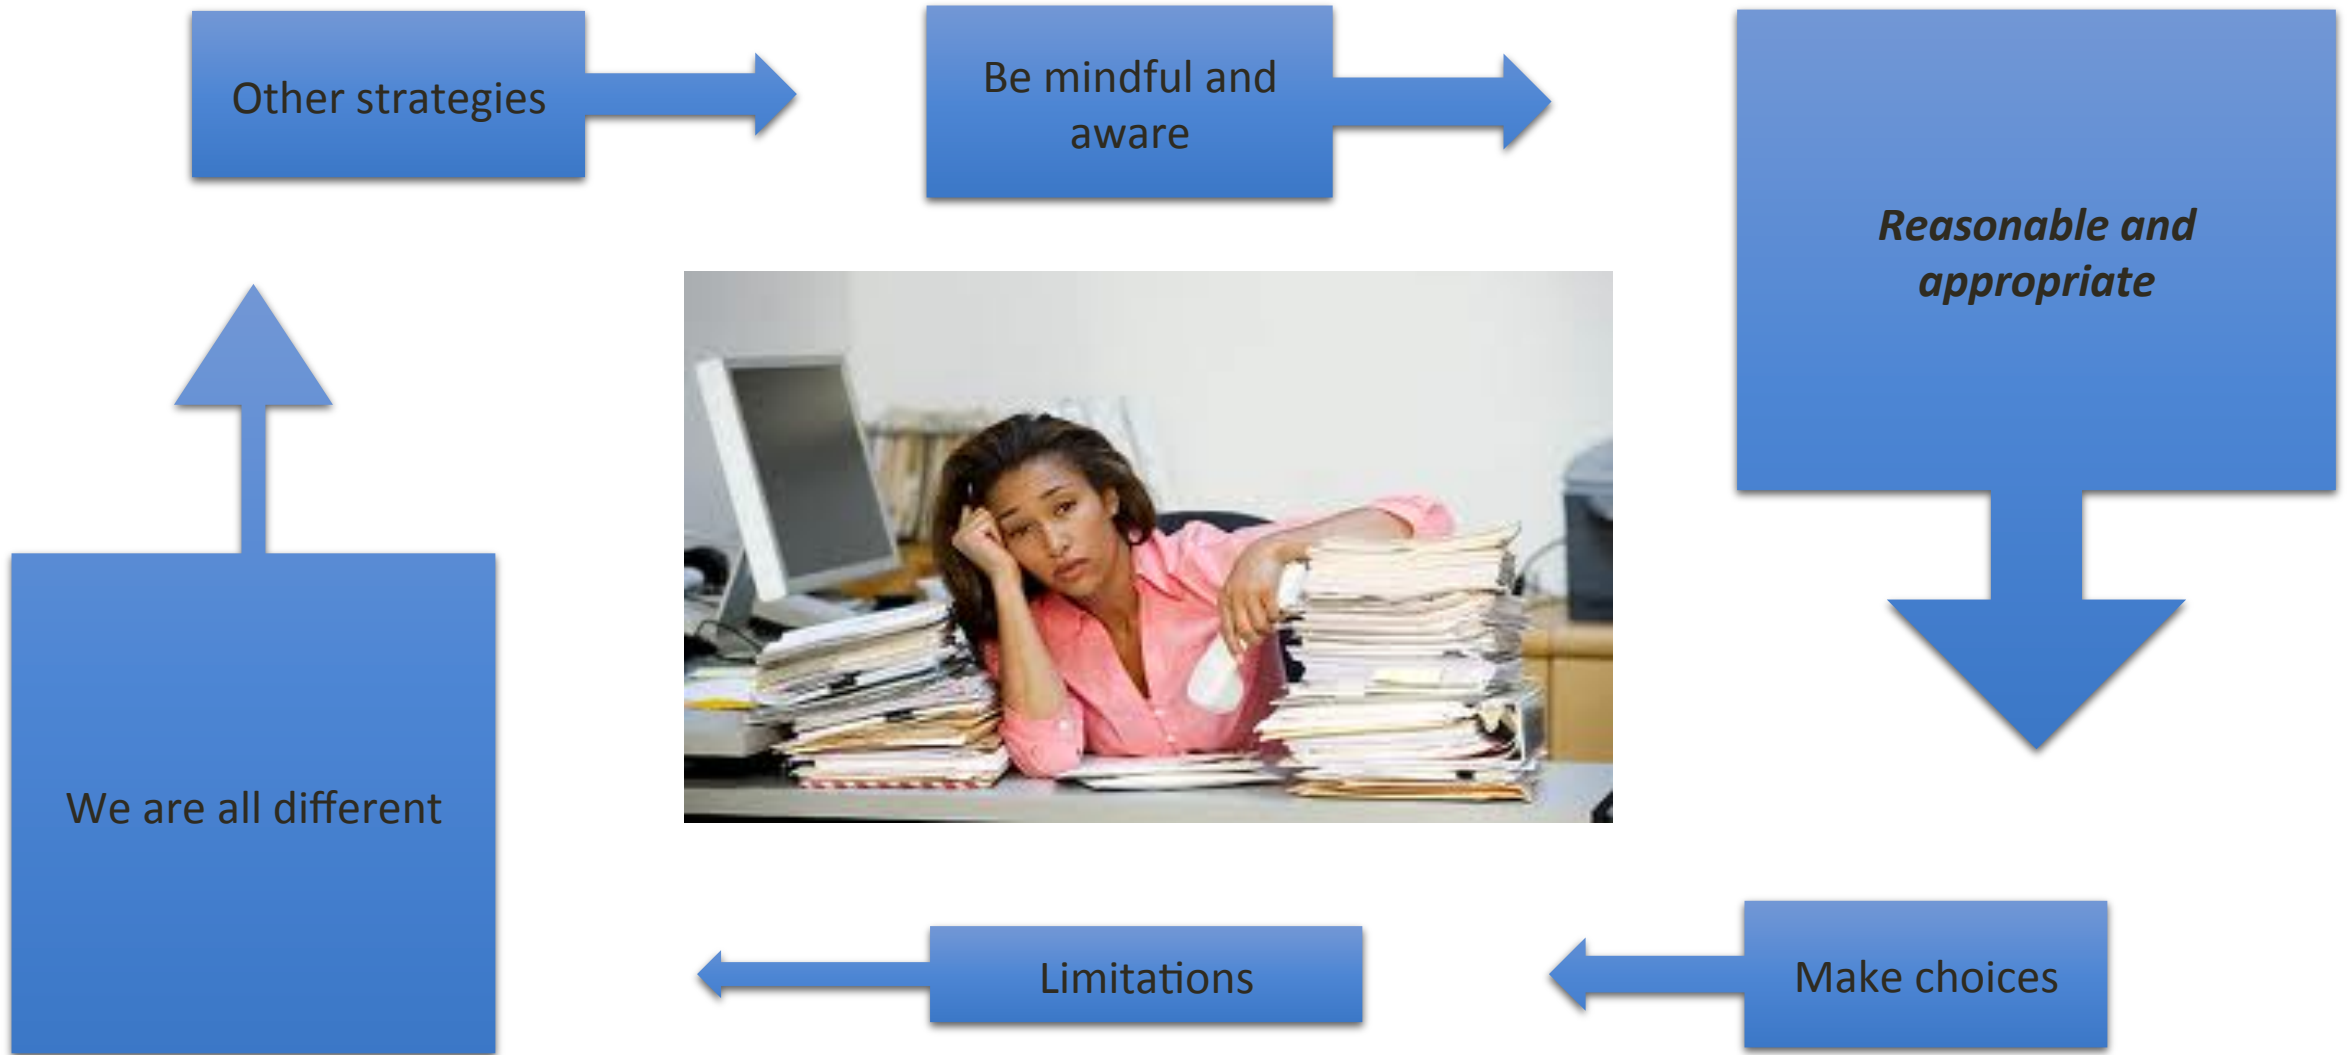 Other strategies
Be mindful and
aware
Reasonable and
appropriate
We are all different
Limitations
Make choices